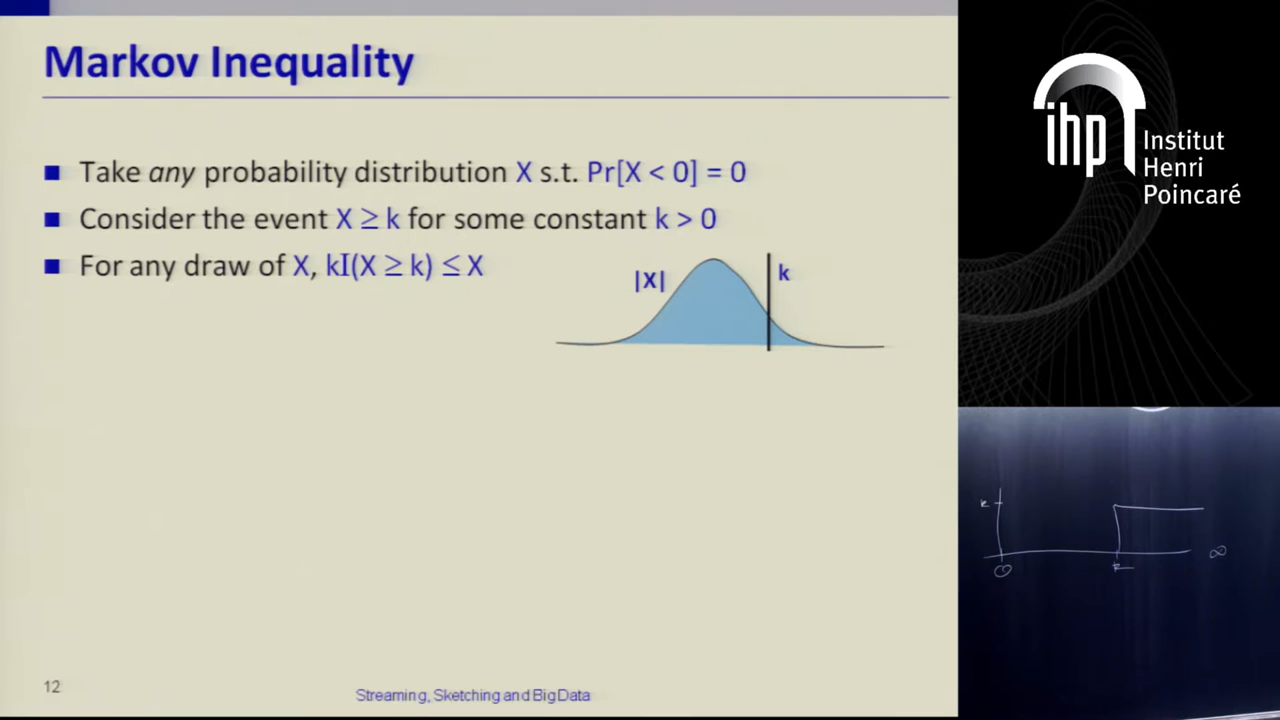 Markov Inequality
■ Take any probability distribution X s.t. Pr[X < 0] = 0
■ Consider the event X ≥ k for some constant k > 0
■ For any draw of X, kI(X ≥ k) ≤ X
|X|
k
12
Streaming, Sketching and Big Data
ihp
Institut
Henri
Poincaré
k
0
k
∞